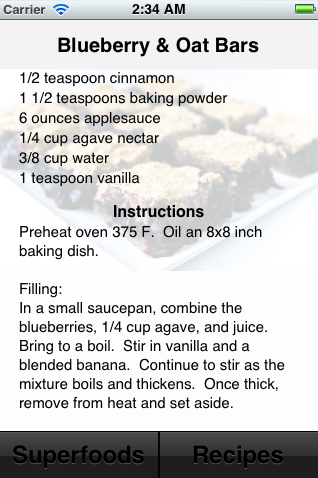 Carrier 2:34 AM
Blueberry & Oat Bars
1/2 teaspoon cinnamon
1 1/2 teaspoons baking powder
6 ounces applesauce
1/4 cup agave nectar
3/8 cup water
1 teaspoon vanilla
Instructions
Preheat oven 375 F.  Oil an 8x8 inch
baking dish.
Filling:
In a small saucepan, combine the
blueberries, 1/4 cup agave, and juice.
Bring to a boil.  Stir in vanilla and a
blended banana.  Continue to stir as the
mixture boils and thickens.  Once thick,
remove from heat and set aside.
Superfoods Recipes